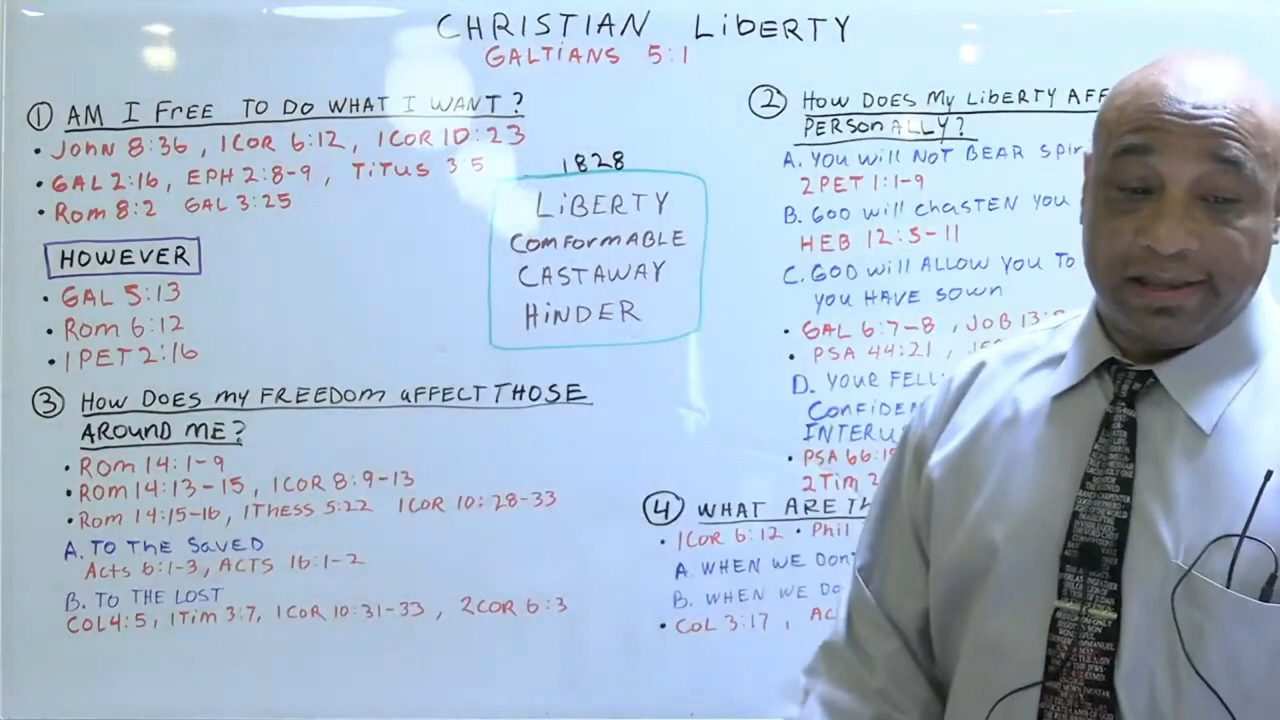 CHRISTIAN LiBERTY
GALTiANS 5:1
① AM I FREE TO DO WHAT I WANT?
• JOHN 8:36, 1COR 6:12, 1COR 10:23
• GAL 2:16, EPH 2:8-9, TiTUS 3:5
• Rom 8:2 GAL 3:25
HOWEVER
• GAL 5:13
• Rom 6:12
• 1PET 2:16
1828
LiBERTY
COMFORMABLE
CASTAWAY
HiNDER
③ HOW DOES MY FREEDOM AFFECT THOSE
AROUND ME?
• Rom 14:1-9
• Rom 14:13-15, 1COR 8:9-13
• Rom 14:15-16, 1Thess 5:22 1COR 10:28-33
A. TO The SAVED
Acts 6:1-3, ACTS 16:1-2
B. TO THE LOST
COL4:5, 1Tim 3:7, 1COR 10:31-33, 2COR 6:3
② HOW DOES My LiBERTY AFF
PERSONALLY?
A. YOU will NOT BEAR Spir
2PET 1:1-9
B. GOD will chASTEN YOU
HEB 12:5-11
C. GOD will ALLOW YOU TO
YOU HAVE SOWN
• GAL 6:7-8, JOB 13:
• PSA 44:21,
D. YOUR FELL
CONFIDEN
INTERU
• PSA 66:1
2Tim 2
④ WHAT ARE TH
• 1COR 6:12 • Phil
A. WHEN WE DON'T
B. WHEN WE DO
• COL 3:17, AC